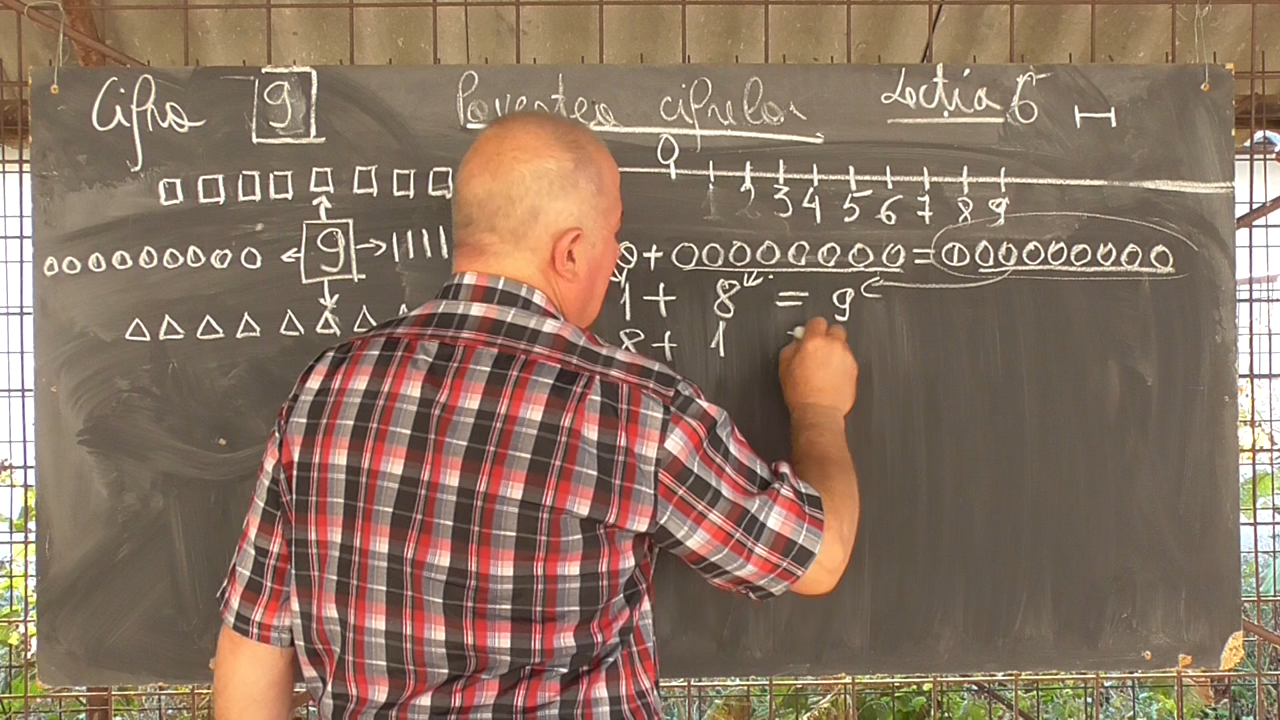 Cifra 9 Povestea cifrelor Lecția 6
0 1 2 3 4 5 6 7 8 9
9 + =
1 + 8 = 9
8 + 1